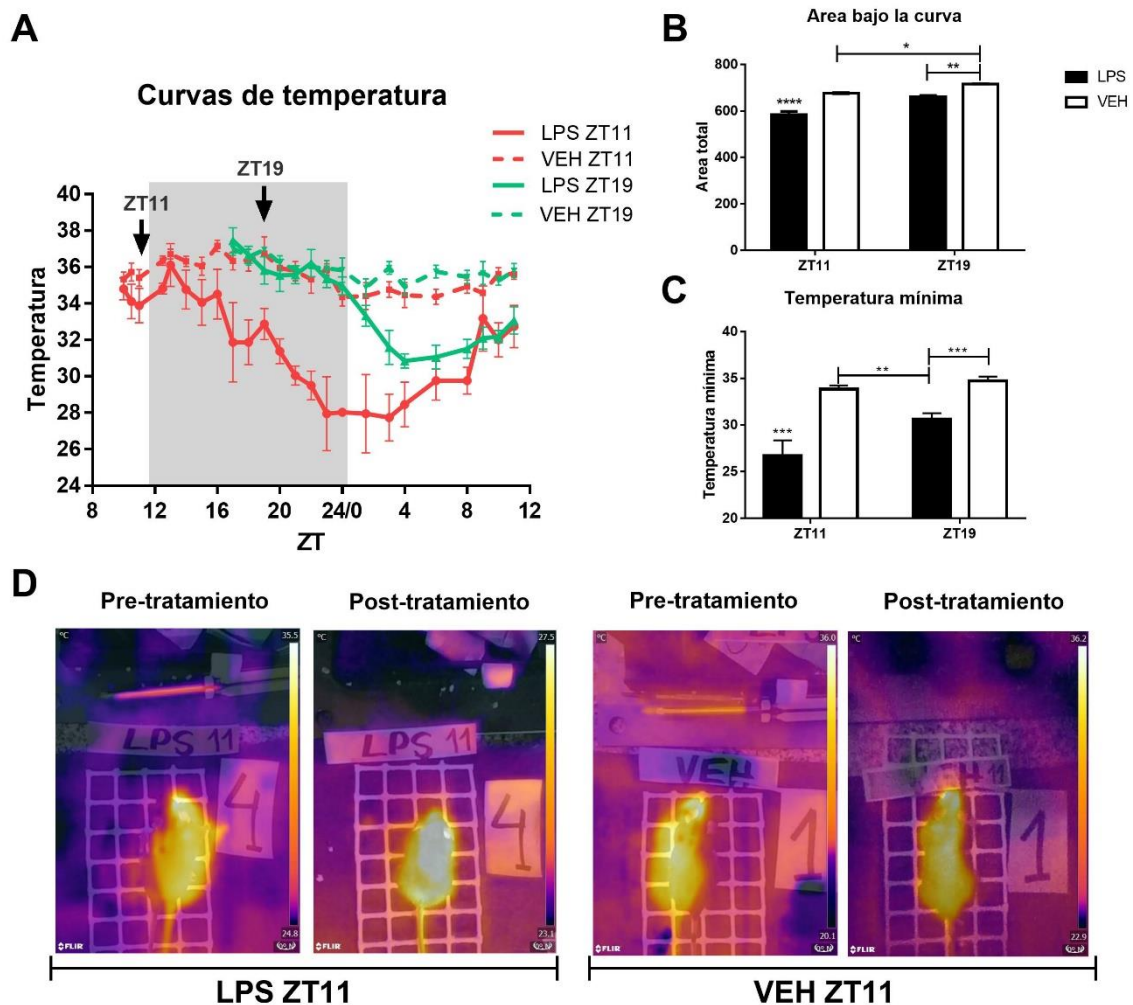 A
Curvas de temperatura
LPS ZT11
VEH ZT11
LPS ZT19
VEH ZT19
ZT11
ZT19
Temperatura
40
38
36
34
32
30
28
26
24
8 12 16 20 24/0 4 8 12
ZT
B
Area bajo la curva
LPS
VEH
Area total
800
600
400
200
0
****
*
**
ZT11 ZT19
C
Temperatura mínima
Temperatura mínima
40
35
30
25
20
***
**
***
ZT11 ZT19
D
Pre-tratamiento Post-tratamiento Pre-tratamiento Post-tratamiento
°C 35.5
LPS 11
4
24.8
FLIR
°C 27.5
LPS 11
4
23.1
FLIR
°C 36.0
VEH
1
20.1
FLIR
°C 36.2
H 11
1
22.9
FLIR
LPS ZT11 VEH ZT11